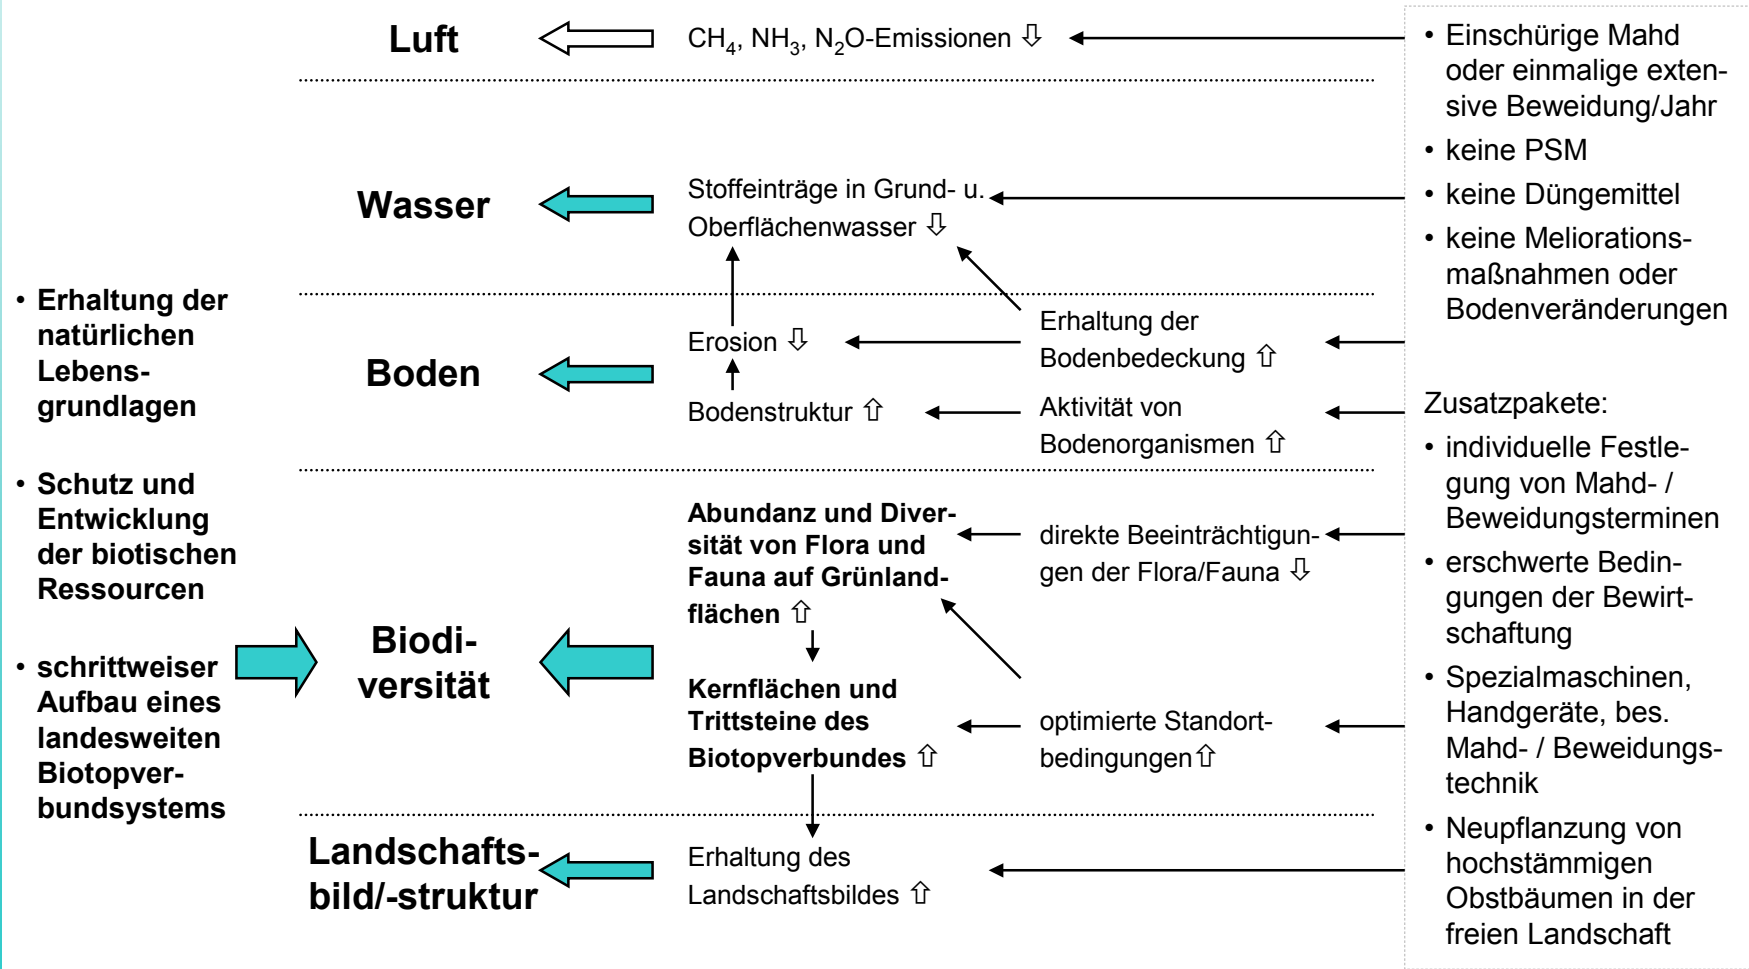 • Erhaltung der
natürlichen
Lebens-
grundlagen
• Schutz und
Entwicklung
der biotischen
Ressourcen
• schrittweiser
Aufbau eines
landesweiten
Biotopver-
bundsystems
Luft
CH₄, NH₃, N₂O-Emissionen ⇩
Wasser
Stoffeinträge in Grund- u.
Oberflächenwasser ⇩
Boden
Erosion ⇩
Erhaltung der
Bodenbedeckung ⇧
Bodenstruktur ⇧
Aktivität von
Bodenorganismen ⇧
Biodi-
versität
Abundanz und Diver-
sität von Flora und
Fauna auf Grünland-
flächen ⇧
direkte Beeinträchtigun-
gen der Flora/Fauna ⇩
Kernflächen und
Trittsteine des
Biotopverbundes ⇧
optimierte Standort-
bedingungen ⇧
Landschafts-
bild/-struktur
Erhaltung des
Landschaftsbildes ⇧
• Einschürige Mahd
oder einmalige exten-
sive Beweidung/Jahr
• keine PSM
• keine Düngemittel
• keine Meliorations-
maßnahmen oder
Bodenveränderungen
Zusatzpakete:
• individuelle Festle-
gung von Mahd- /
Beweidungsterminen
• erschwerte Bedin-
gungen der Bewirt-
schaftung
• Spezialmaschinen,
Handgeräte, bes.
Mahd- / Beweidungs-
technik
• Neupflanzung von
hochstämmigen
Obstbäumen in der
freien Landschaft